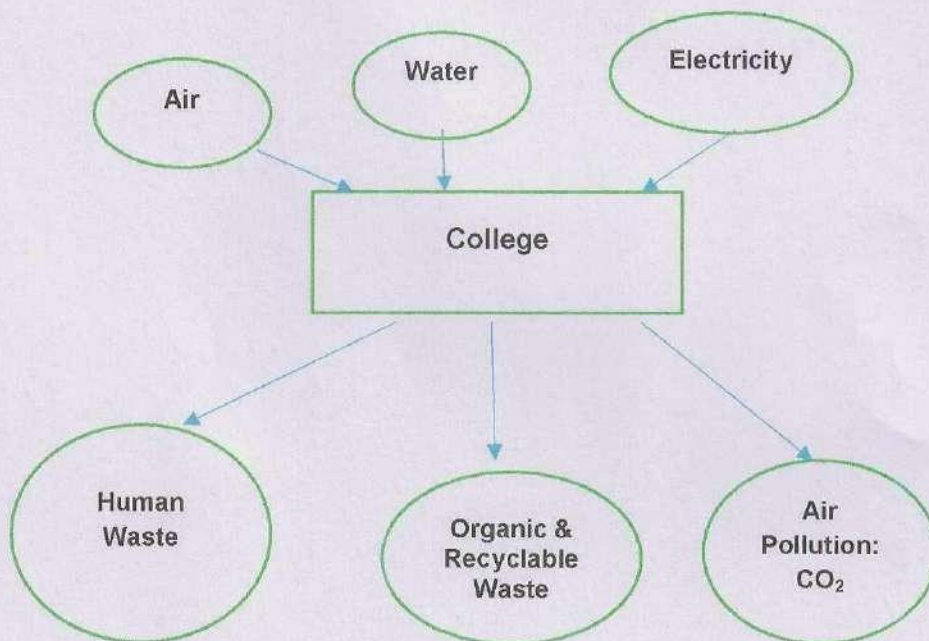 Air
Water
Electricity
College
Human
Waste
Organic &
Recyclable
Waste
Air
Pollution:
CO₂